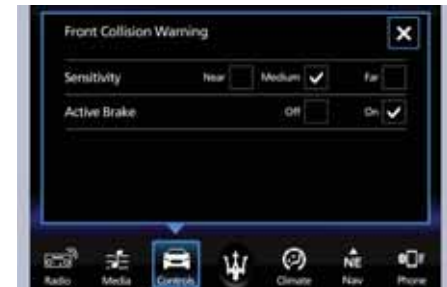 Front Collision Warning
Sensitivity Near Medium Far
Active Brake Off On
NE
Radio Media Controls Climate Nav Phone